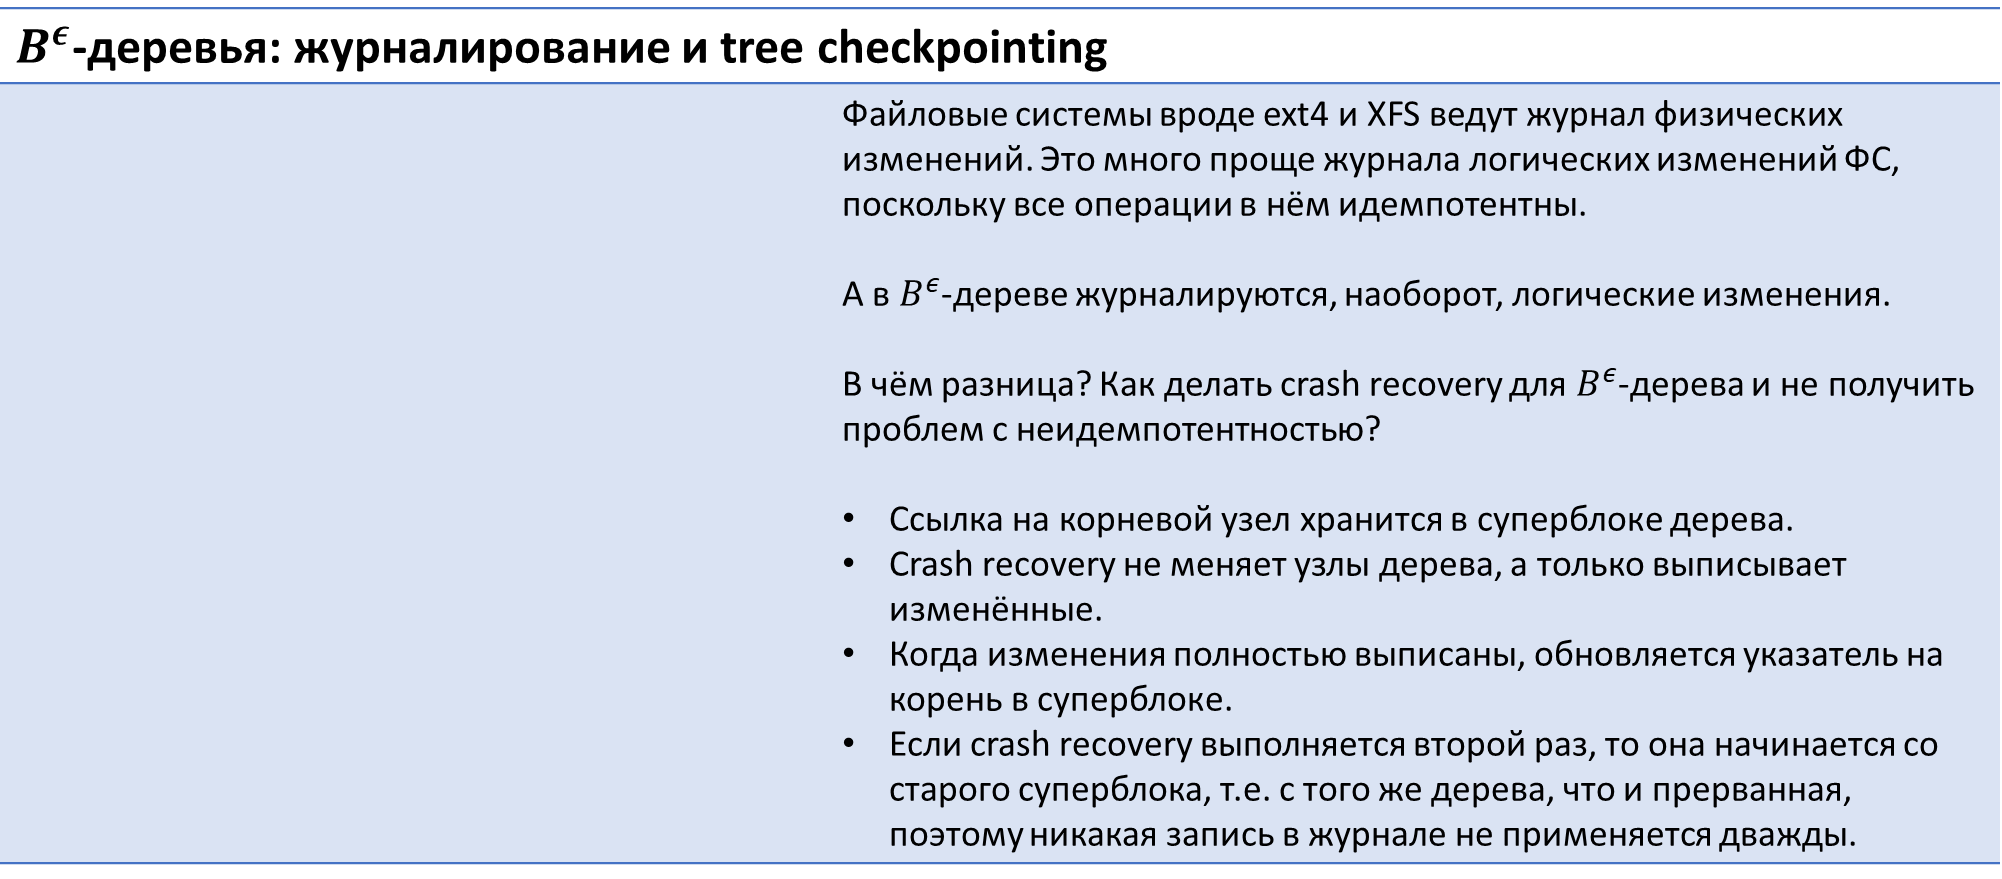 B^ϵ-деревья: журналирование и tree checkpointing
Файловые системы вроде ext4 и XFS ведут журнал физических
изменений. Это много проще журнала логических изменений ФС,
поскольку все операции в нём идемпотентны.
А в B^ϵ-дереве журналируются, наоборот, логические изменения.
В чём разница? Как делать crash recovery для B^ϵ-дерева и не получить
проблем с неидемпотентностью?
• Ссылка на корневой узел хранится в суперблоке дерева.
• Crash recovery не меняет узлы дерева, а только выписывает
изменённые.
• Когда изменения полностью выписаны, обновляется указатель на
корень в суперблоке.
• Если crash recovery выполняется второй раз, то она начинается со
старого суперблока, т.е. с того же дерева, что и прерванная,
поэтому никакая запись в журнале не применяется дважды.